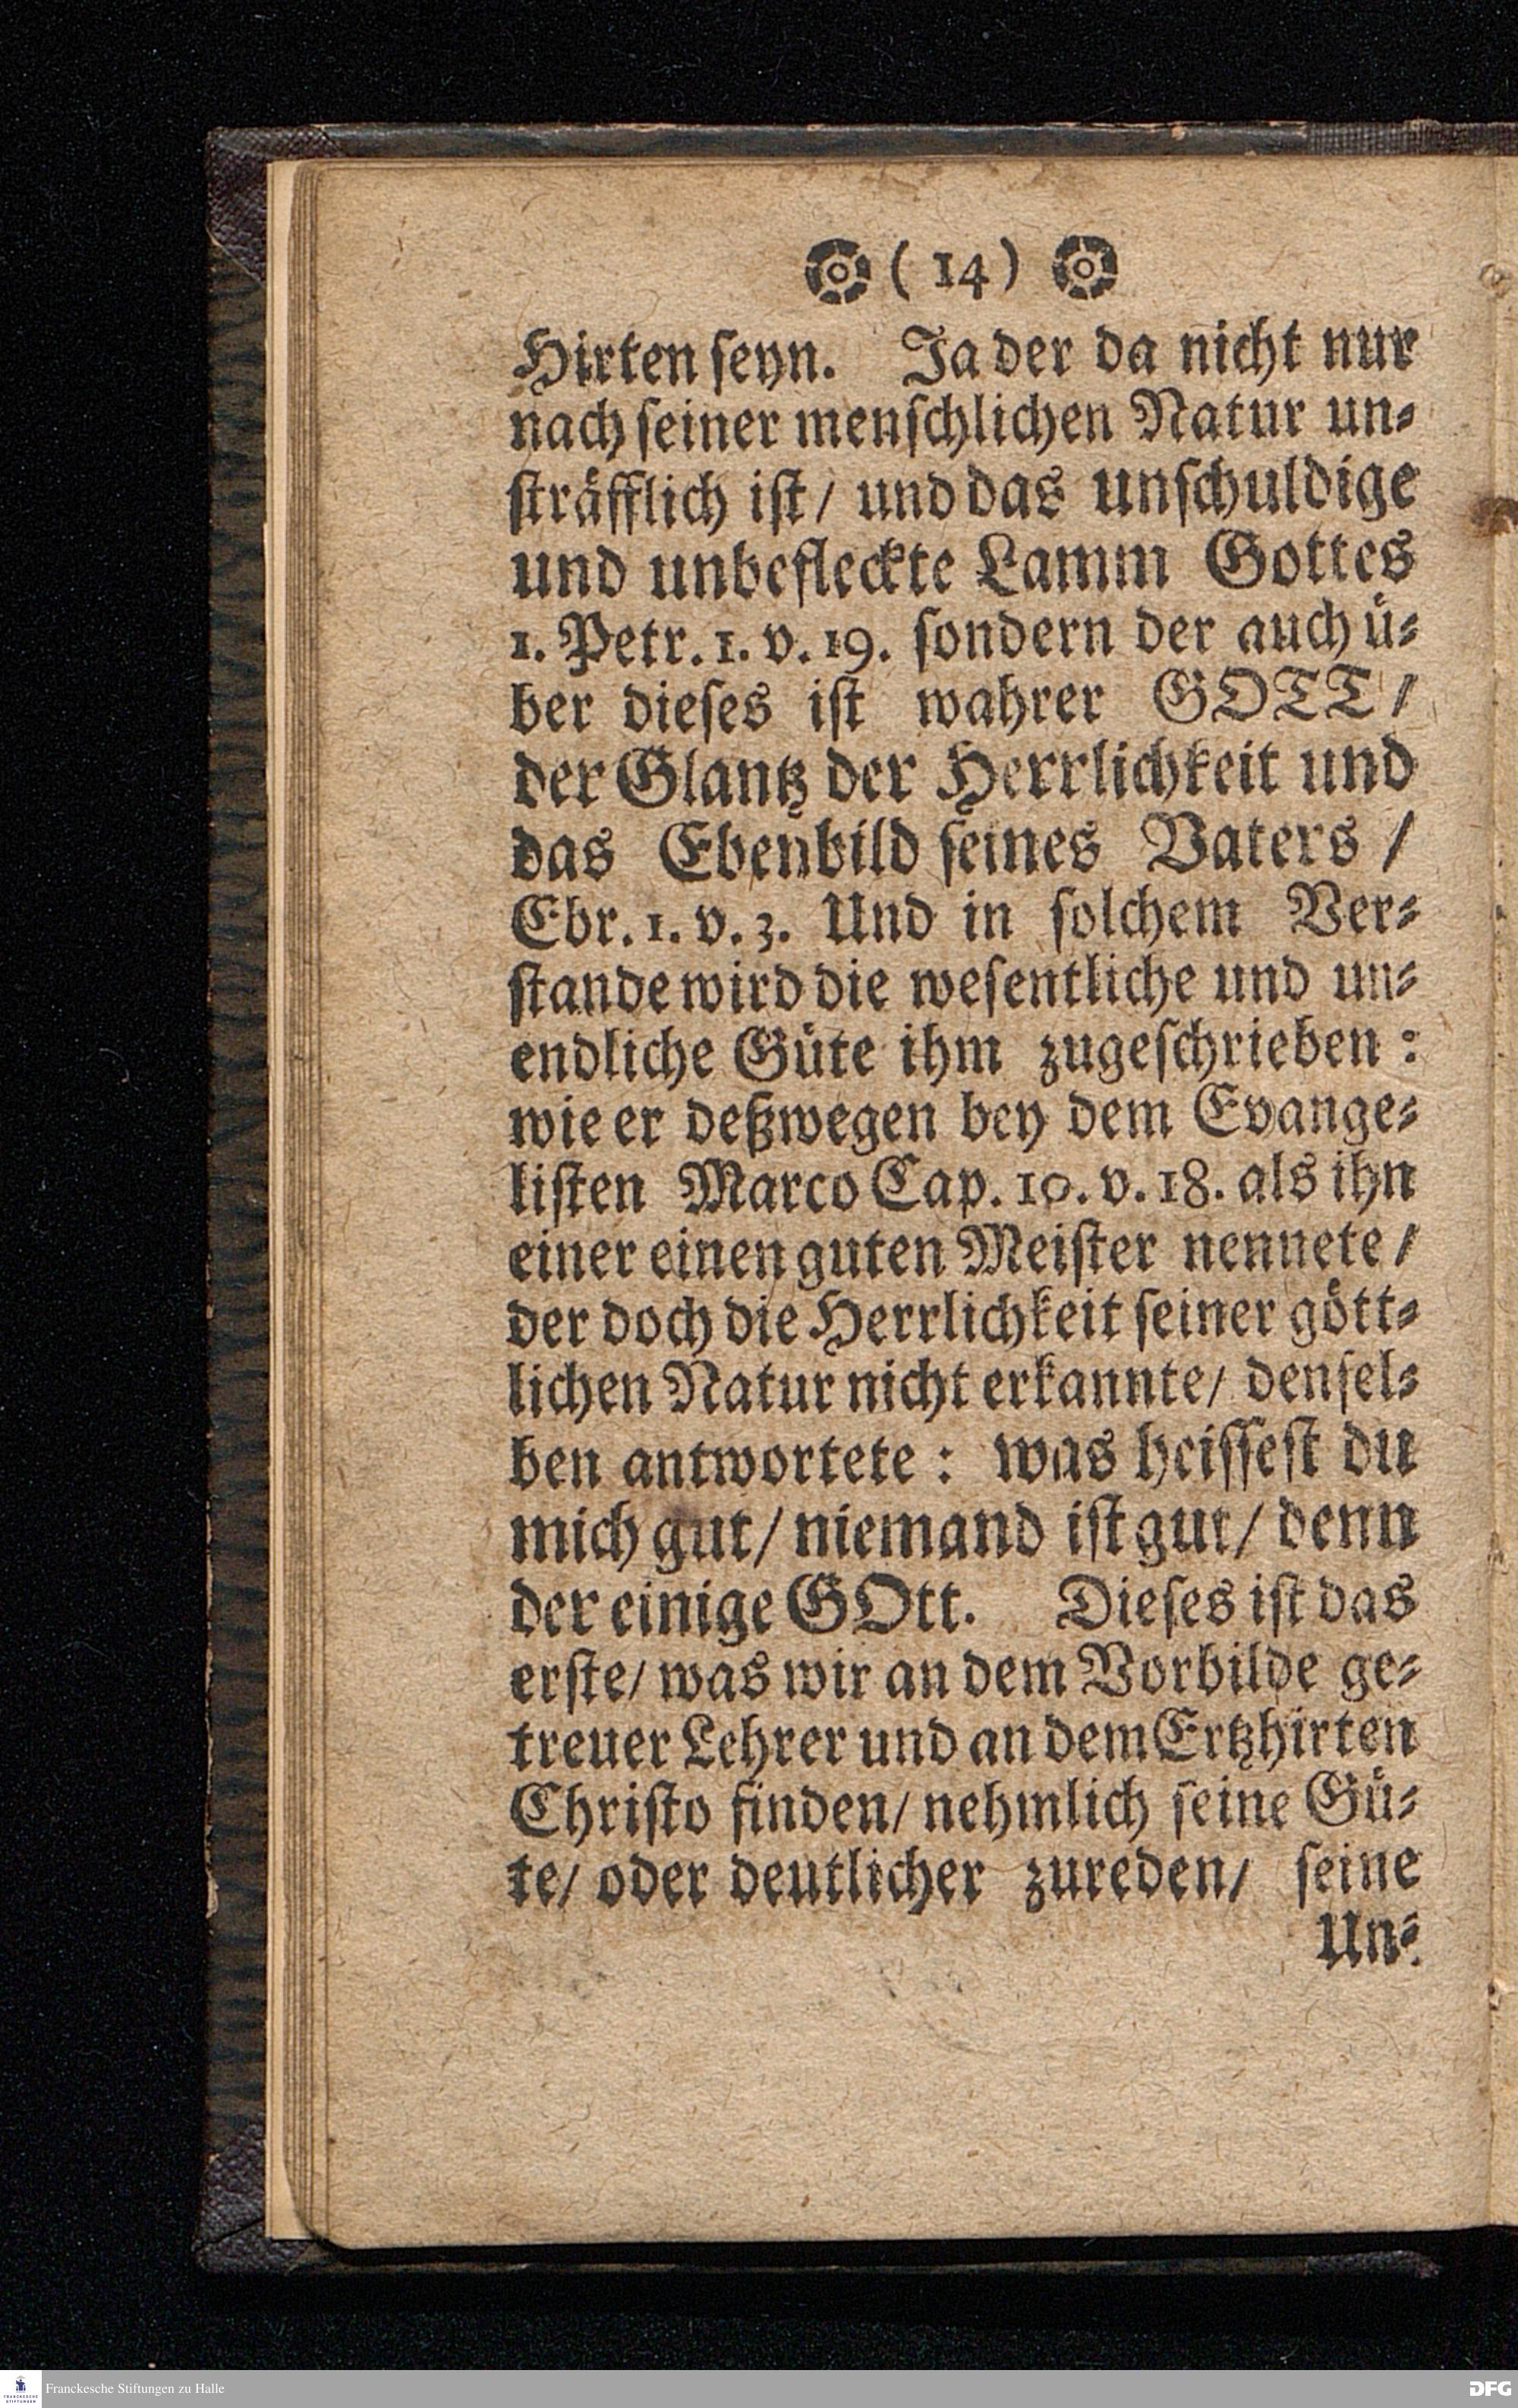 ( 14 )
Hirten seyn. Ja der da nicht nur
nach seiner menschlichen Natur un-
sträfflich ist/ und das unschuldige
und unbefleckte Lamm Gottes
1. Petr. 1. v. 19. sondern der auch ü-
ber dieses ist wahrer GOTT/
der Glantz der Herrlichkeit und
das Ebenbild seines Vaters /
Ebr. 1. v. 3. Und in solchem Ver-
stande wird die wesentliche und un-
endliche Güte ihm zugeschrieben :
wie er deßwegen bey dem Evange-
listen Marco Cap. 10. v. 18. als ihn
einer einen guten Meister nennete /
der doch die Herrlichkeit seiner gött-
lichen Natur nicht erkannte/ densel-
ben antwortete : was heissest du
mich gut/ niemand ist gut/ denn
der einige GOtt. Dieses ist das
erste/ was wir an dem Vorbilde ge-
treuer Lehrer und an dem Ertzhirten
Christo finden/ nehmlich seine Gü-
te/ oder deutlicher zureden/ seine
Un-
Franckesche Stiftungen zu Halle
DFG